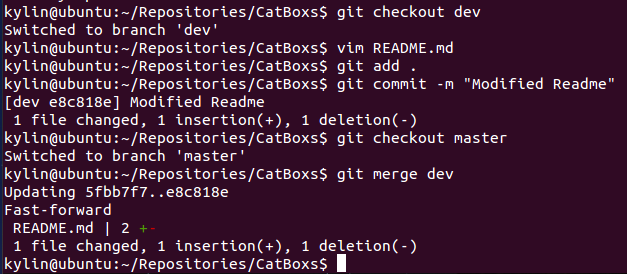 kylin@ubuntu:~/Repositories/CatBoxs$ git checkout dev
Switched to branch 'dev'
kylin@ubuntu:~/Repositories/CatBoxs$ vim README.md
kylin@ubuntu:~/Repositories/CatBoxs$ git add .
kylin@ubuntu:~/Repositories/CatBoxs$ git commit -m "Modified Readme"
[dev e8c818e] Modified Readme
 1 file changed, 1 insertion(+), 1 deletion(-)
kylin@ubuntu:~/Repositories/CatBoxs$ git checkout master
Switched to branch 'master'
kylin@ubuntu:~/Repositories/CatBoxs$ git merge dev
Updating 5fbb7f7..e8c818e
Fast-forward
 README.md | 2 +-
 1 file changed, 1 insertion(+), 1 deletion(-)
kylin@ubuntu:~/Repositories/CatBoxs$